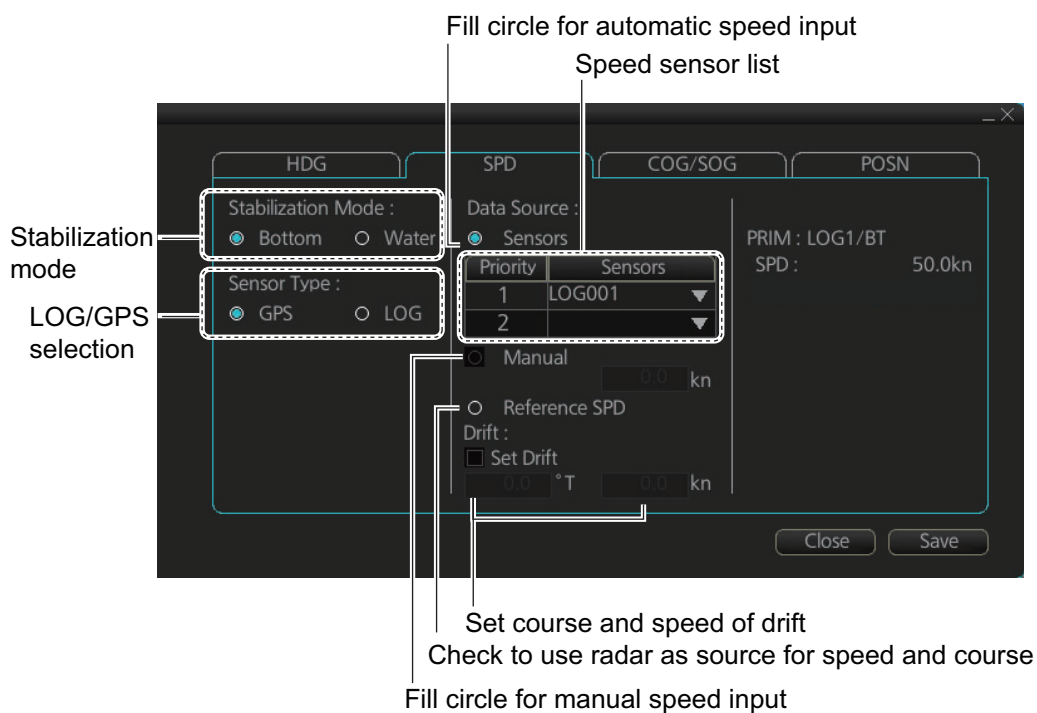 Fill circle for automatic speed input
Speed sensor list
HDG SPD COG/SOG POSN
Stabilization Mode : Data Source :
Stabilization mode
Bottom Water Sensors PRIM : LOG1/BT
Priority Sensors SPD : 50.0kn
Sensor Type :
1 LOG001
LOG/GPS selection
GPS LOG
2
Manual
0.0 kn
Reference SPD
Drift :
Set Drift
0.0 °T 0.0 kn
Close Save
Set course and speed of drift
Check to use radar as source for speed and course
Fill circle for manual speed input